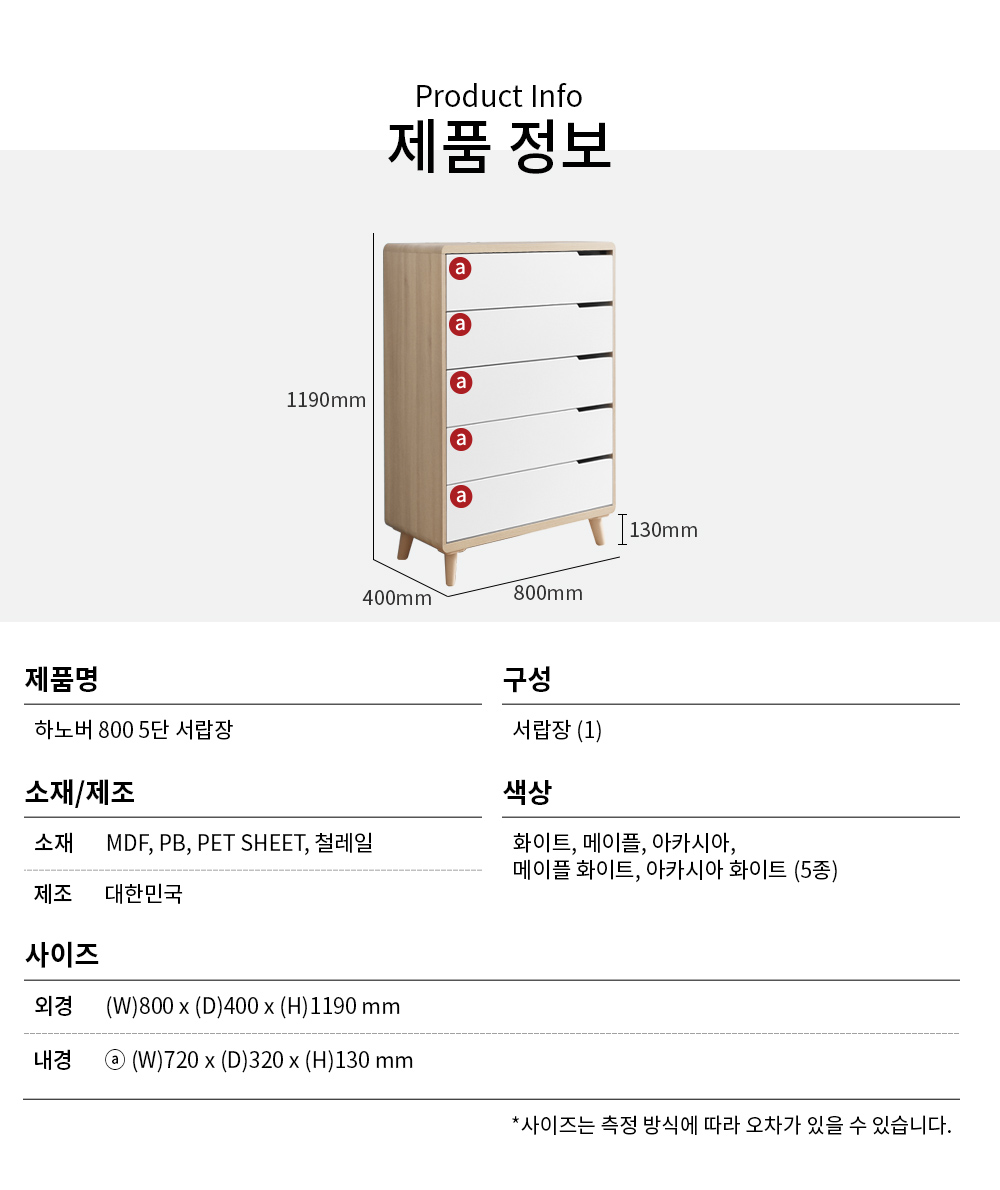 Product Info
제품 정보
a
a
a
a
a
1190mm
130mm
400mm
800mm
제품명
하노버 800 5단 서랍장
구성
서랍장 (1)
소재/제조
소재 MDF, PB, PET SHEET, 철레일
제조 대한민국
색상
화이트, 메이플, 아카시아,
메이플 화이트, 아카시아 화이트 (5종)
사이즈
외경 (W)800 x (D)400 x (H)1190 mm
내경 ⓐ (W)720 x (D)320 x (H)130 mm
*사이즈는 측정 방식에 따라 오차가 있을 수 있습니다.